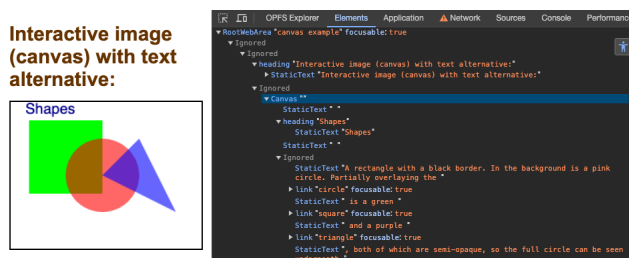 Interactive image
(canvas) with text
alternative:
Shapes
OPFS Explorer Elements Application Network Sources Console Performanc
RootWebArea "canvas example" focusable: true
Ignored
Ignored
heading "Interactive image (canvas) with text alternative:"
StaticText "Interactive image (canvas) with text
alternative:"
Ignored
Canvas ""
StaticText " "
heading "Shapes"
StaticText "Shapes"
StaticText " "
Ignored
StaticText "A rectangle with a black border. In the background is a pink
circle. Partially overlaying the "
link "circle" focusable: true
StaticText " is a green "
link "square" focusable: true
StaticText " and a purple "
link "triangle" focusable: true
StaticText ", both of which are semi-opaque, so the full circle can be seen